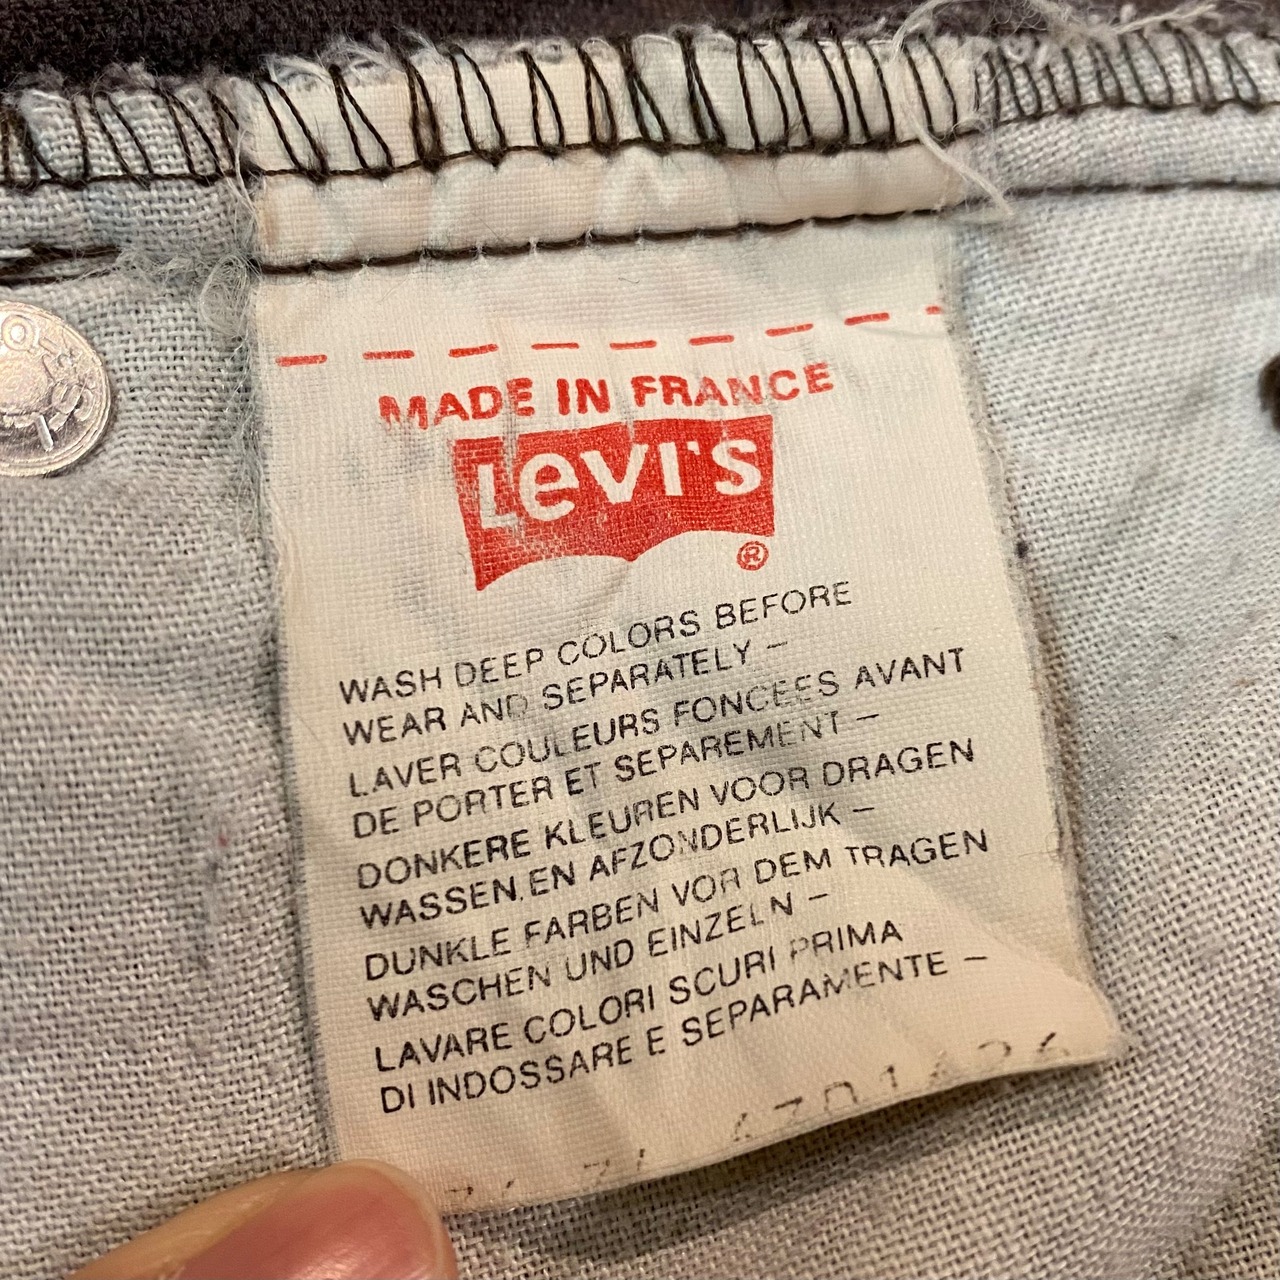 MADE IN FRANCE
Levi's
®
WASH DEEP COLORS BEFORE
WEAR AND SEPARATELY –
LAVER COULEURS FONCEES AVANT
DE PORTER ET SEPAREMENT –
DONKERE KLEUREN VOOR DRAGEN
WASSEN EN AFZONDERLIJK –
DUNKLE FARBEN VOR DEM TRAGEN
WASCHEN UND EINZELN –
LAVARE COLORI SCURI PRIMA
DI INDOSSARE E SEPARAMENTE –